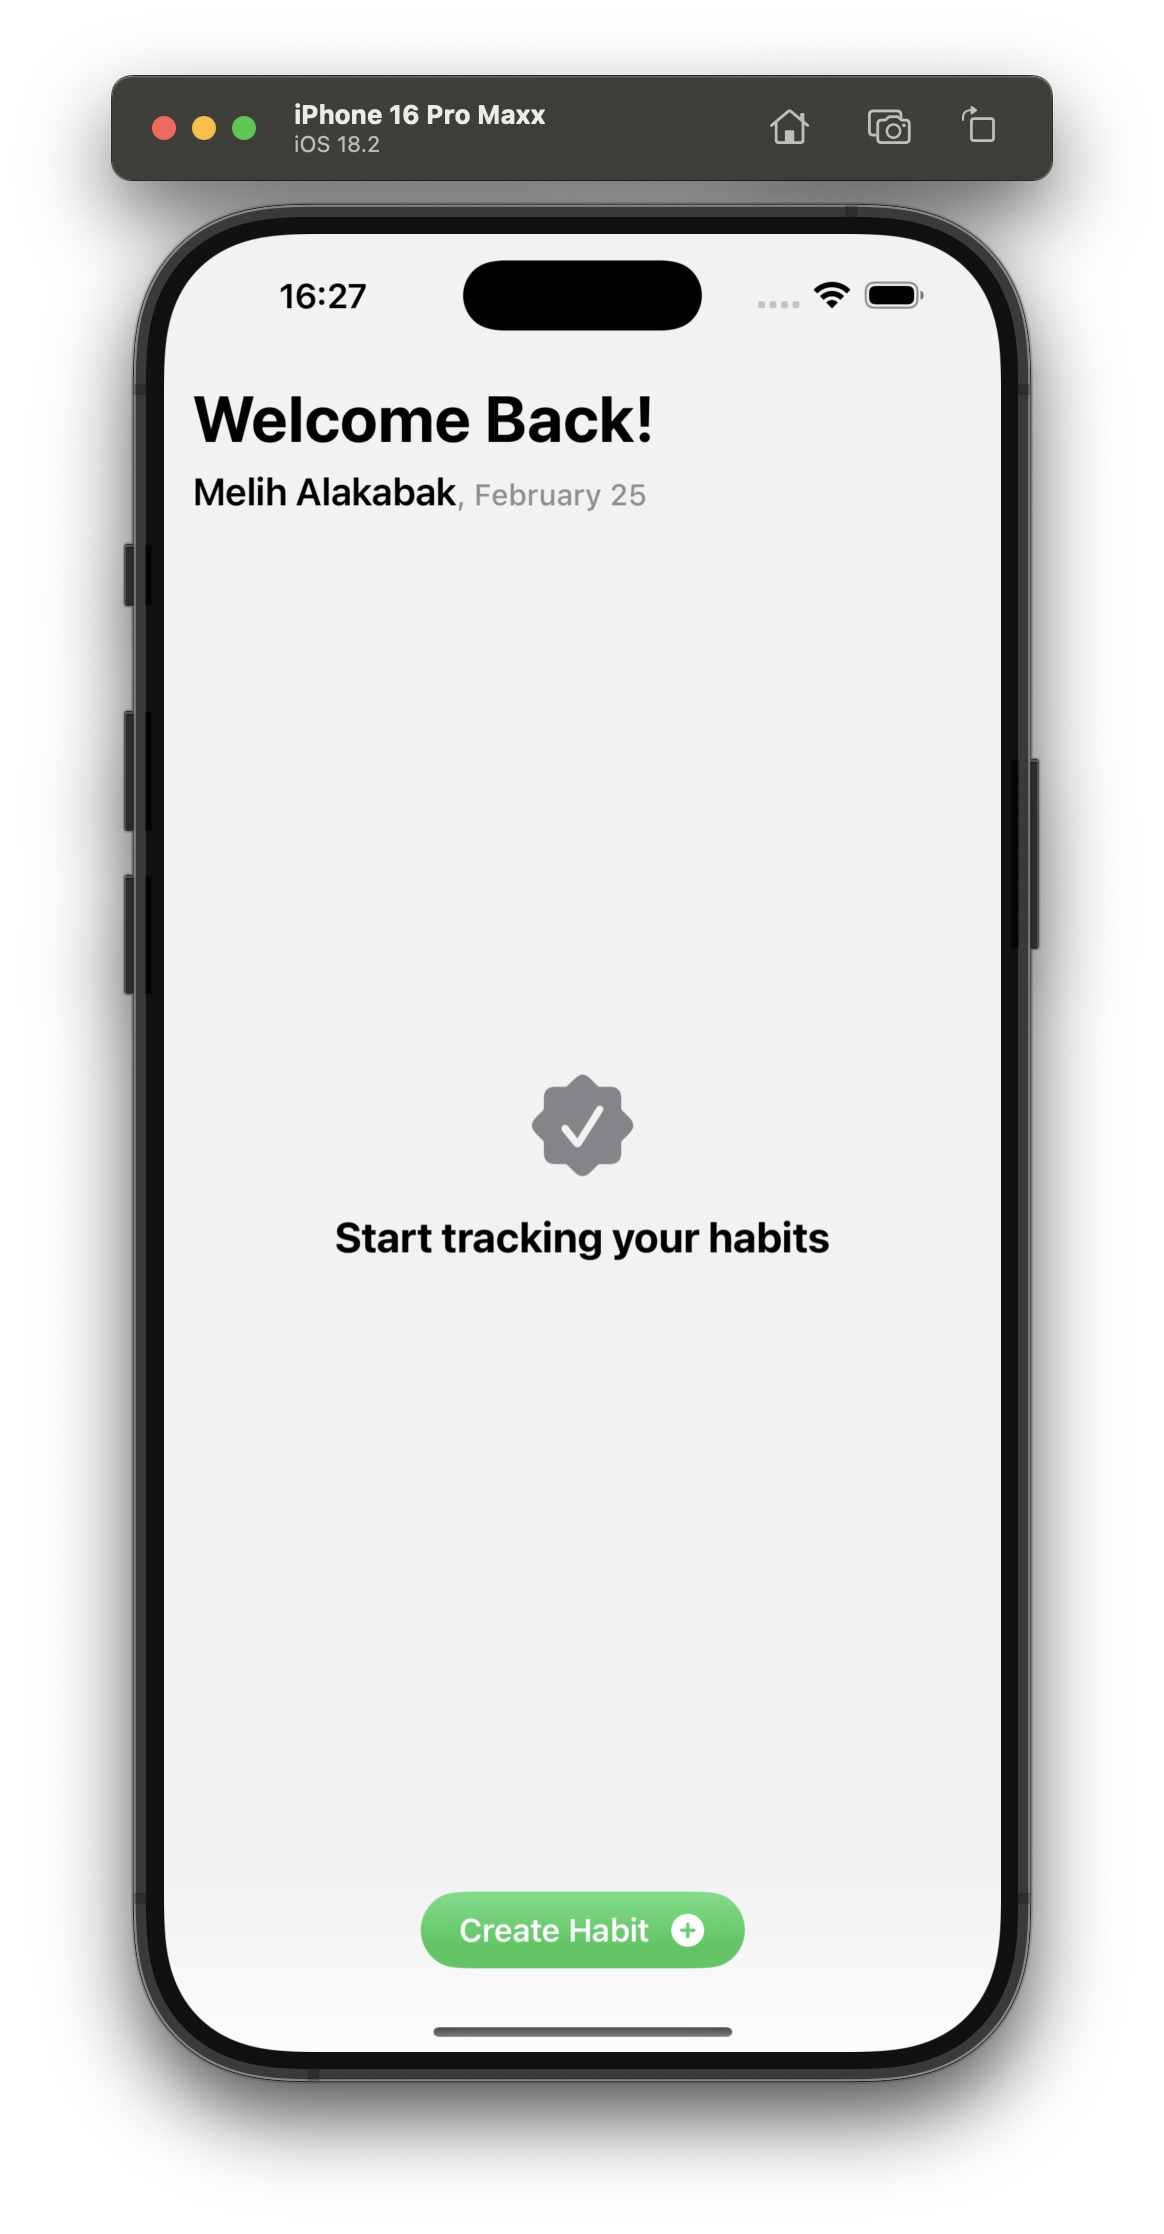 iPhone 16 Pro Maxx
iOS 18.2
16:27
Welcome Back!
Melih Alakabak, February 25
Start tracking your habits
Create Habit